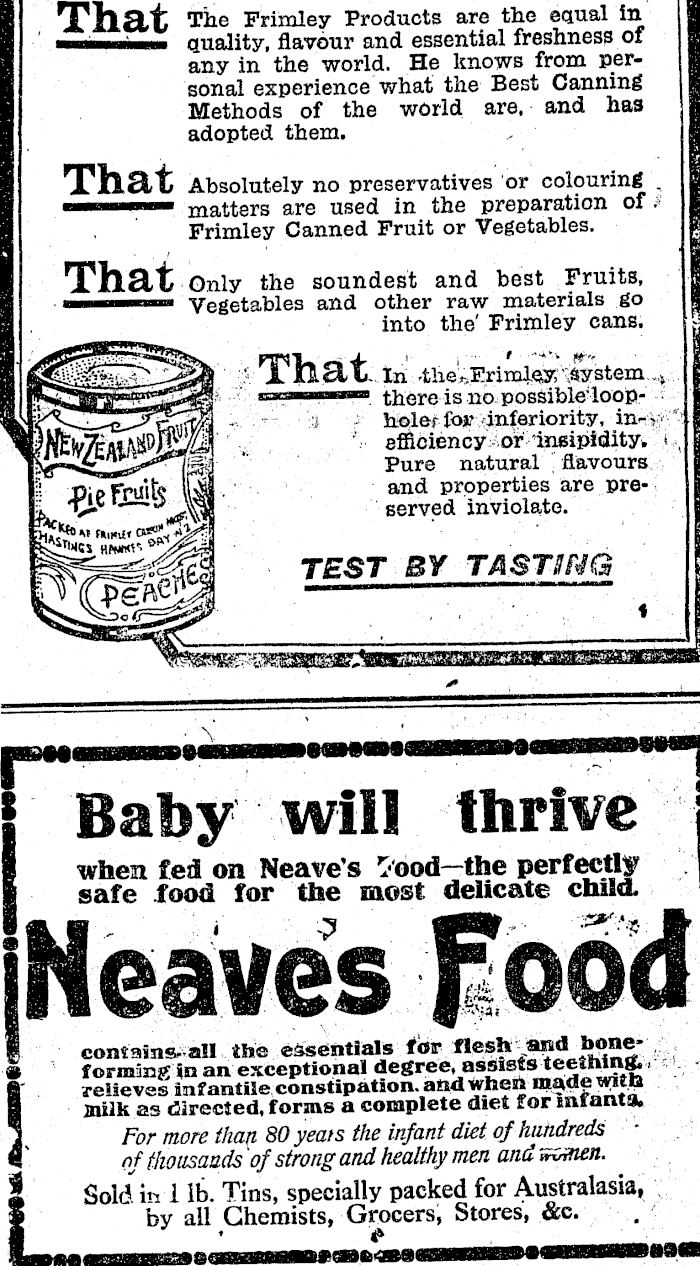 That The Frimley Products are the equal in
quality, flavour and essential freshness of
any in the world. He knows from per-
sonal experience what the Best Canning
Methods of the world are, and has
adopted them.
That Absolutely no preservatives or colouring
matters are used in the preparation of
Frimley Canned Fruit or Vegetables.
That Only the soundest and best Fruits,
Vegetables and other raw materials go
into the Frimley cans.
That In the Frimley system
there is no possible loop-
hole for inferiority, in-
efficiency or insipidity.
Pure natural flavours
and properties are pre-
served inviolate.
NEW ZEALAND FRUIT
Pie Fruits
PACKED AT FRIMLEY
HASTINGS HAWKES BAY N.Z
PEACHES
TEST BY TASTING
Baby will thrive
when fed on Neave's Food—the perfectly
safe food for the most delicate child.
Neaves Food
contains all the essentials for flesh and bone-
forming in an exceptional degree, assists teething,
relieves infantile constipation, and when made with
milk as directed, forms a complete diet for infants.
For more than 80 years the infant diet of hundreds
of thousands of strong and healthy men and women.
Sold in 1 lb. Tins, specially packed for Australasia,
by all Chemists, Grocers, Stores, &c.